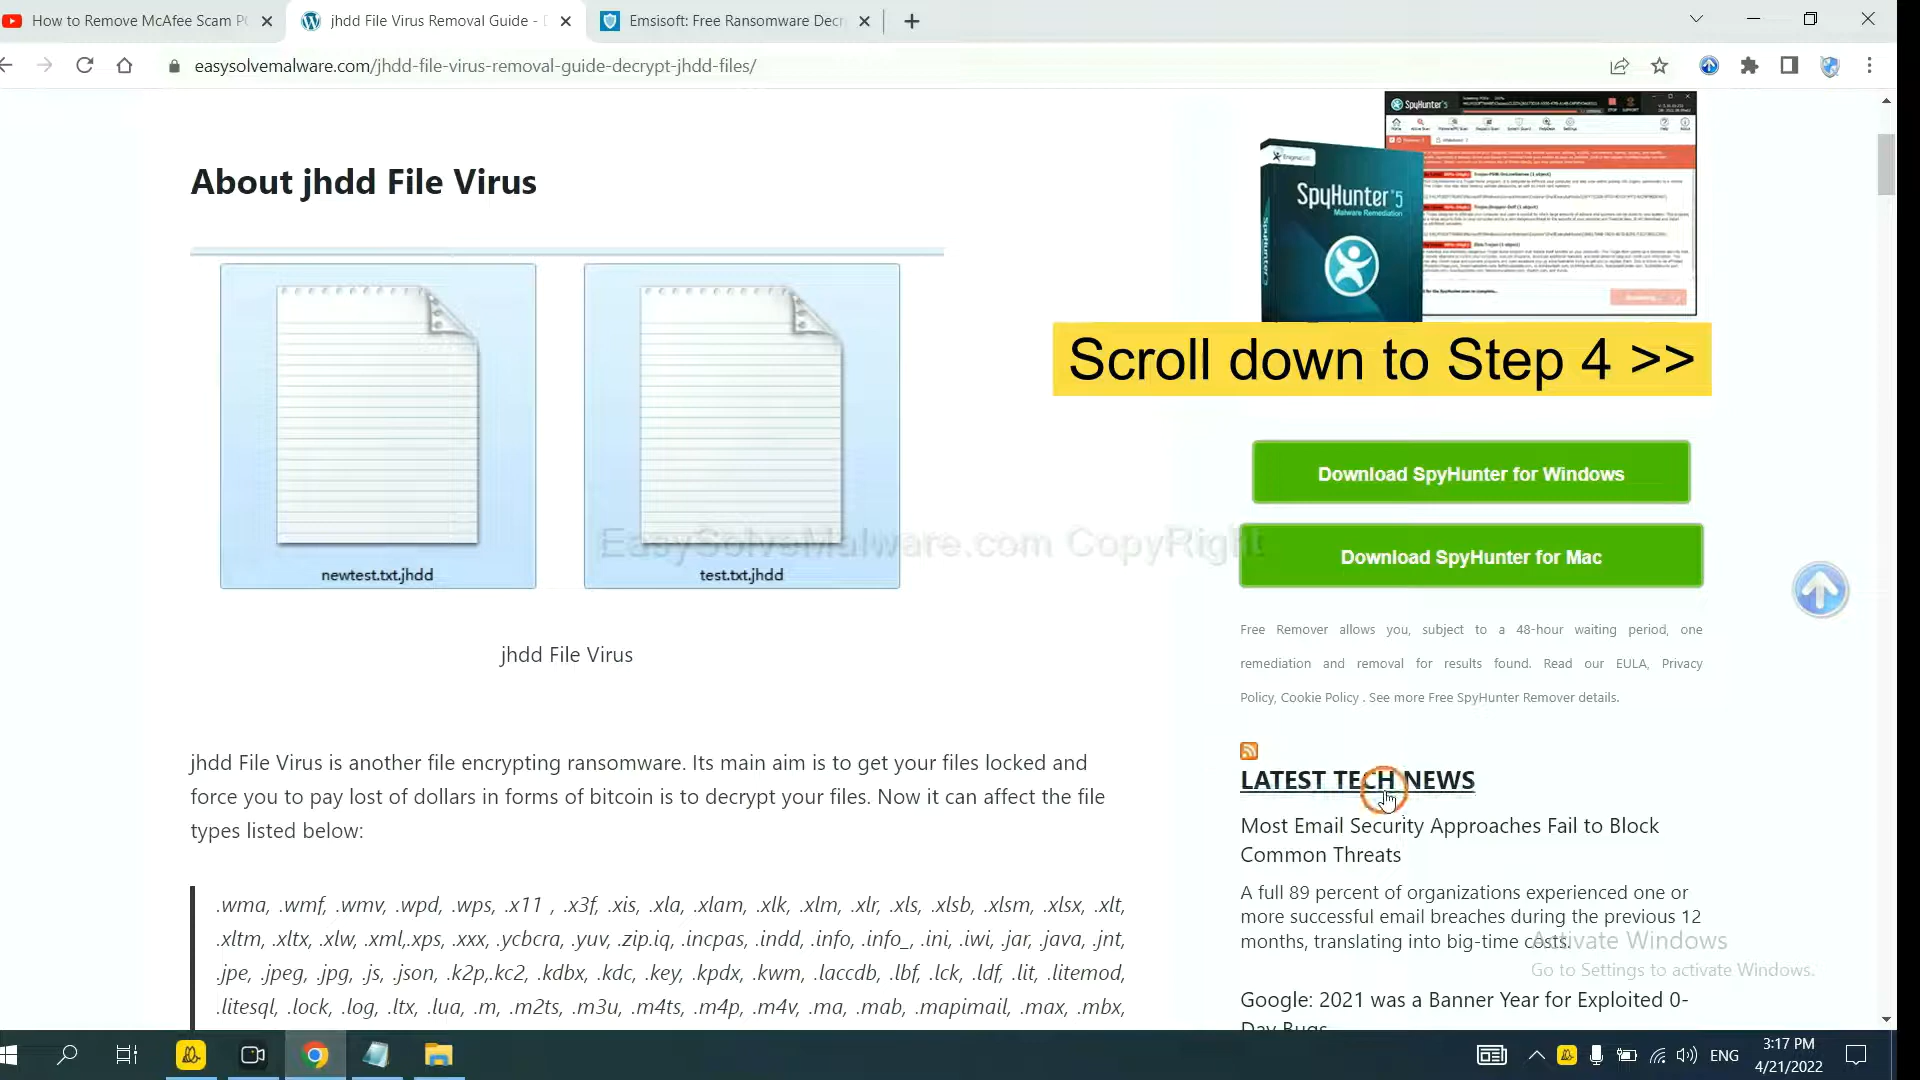 How to Remove McAfee Scam P
jhdd File Virus Removal Guide -
Emsisoft: Free Ransomware Decr
easysolvemalware.com/jhdd-file-virus-removal-guide-decrypt-jhdd-files/
About jhdd File Virus
SpyHunter 5
SpyHunter 5
Malware Remediation
Scroll down to Step 4 >>
Download SpyHunter for Windows
EasySolveMalware.com CopyRight
Download SpyHunter for Mac
newtest.txt.jhdd
test.txt.jhdd
Free Remover allows you, subject to a 48-hour waiting period, one
remediation and removal for results found. Read our EULA, Privacy
Policy, Cookie Policy . See more Free SpyHunter Remover details.
jhdd File Virus
jhdd File Virus is another file encrypting ransomware. Its main aim is to get your files locked and
force you to pay lost of dollars in forms of bitcoin is to decrypt your files. Now it can affect the file
types listed below:
LATEST TECH NEWS
Most Email Security Approaches Fail to Block
Common Threats
A full 89 percent of organizations experienced one or
more successful email breaches during the previous 12
months, translating into big-time costs.
Google: 2021 was a Banner Year for Exploited 0-
Day Bugs
.wma, .wmf, .wmv, .wpd, .wps, .x11 , .x3f, .xis, .xla, .xlam, .xlk, .xlm, .xlr, .xls, .xlsb, .xlsm, .xlsx, .xlt,
.xltm, .xltx, .xlw, .xml,.xps, .xxx, .ycbcra, .yuv, .zip.iq, .incpas, .indd, .info, .info_, .ini, .iwi, .jar, .java, .jnt,
.jpe, .jpeg, .jpg, .js, .json, .k2p,.kc2, .kdbx, .kdc, .key, .kpdx, .kwm, .laccdb, .lbf, .lck, .ldf, .lit, .litemod,
.litesql, .lock, .log, .ltx, .lua, .m, .m2ts, .m3u, .m4ts, .m4p, .m4v, .ma, .mab, .mapimail, .max, .mbx,
Activate Windows
Go to Settings to activate Windows.
ENG
3:17 PM
4/21/2022